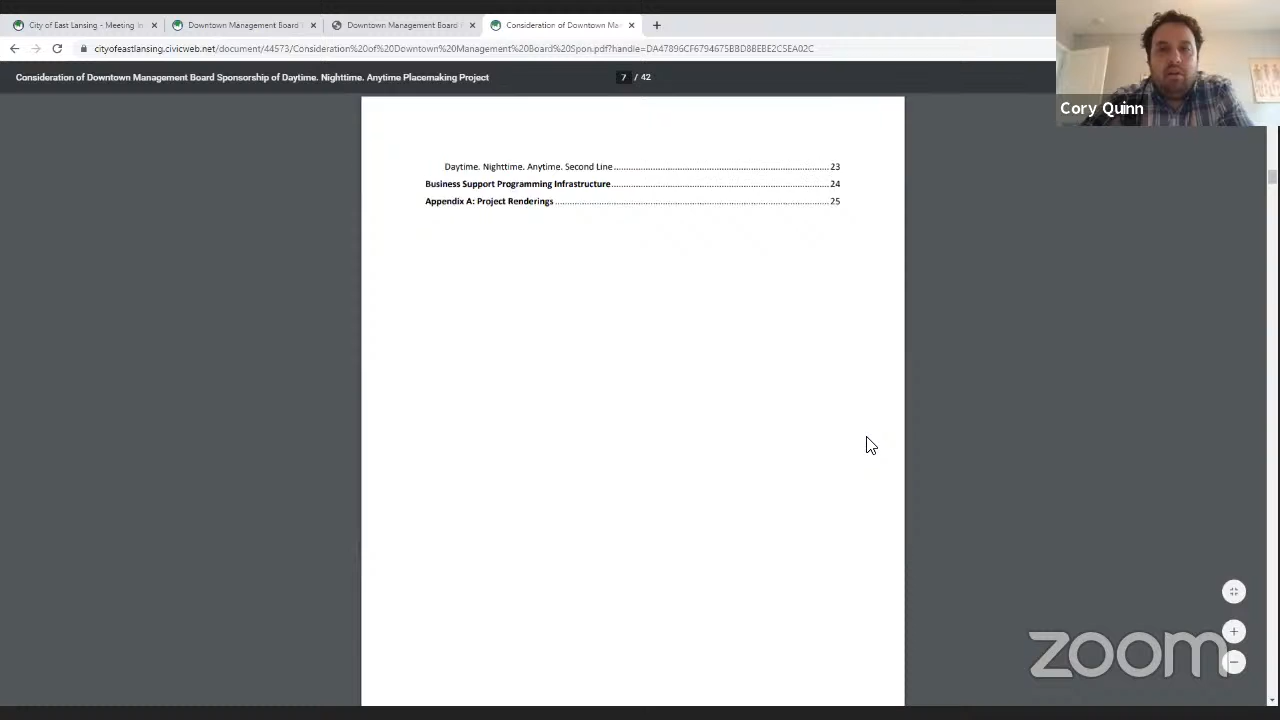 City of East Lansing - Meeting In
Downtown Management Board
Downtown Management Board
Consideration of Downtown Ma
cityofeastlansing.civicweb.net/document/44573/Consideration%20of%20Downtown%20Management%20Board%20Spon.pdf?handle=DA47896CF6794675BBD8BEBE2C5EA02C
Consideration of Downtown Management Board Sponsorship of Daytime. Nighttime. Anytime Placemaking Project
7 / 42
Cory Quinn
Daytime. Nighttime. Anytime. Second Line 23
Business Support Programming Infrastructure 24
Appendix A: Project Renderings 25
zoom